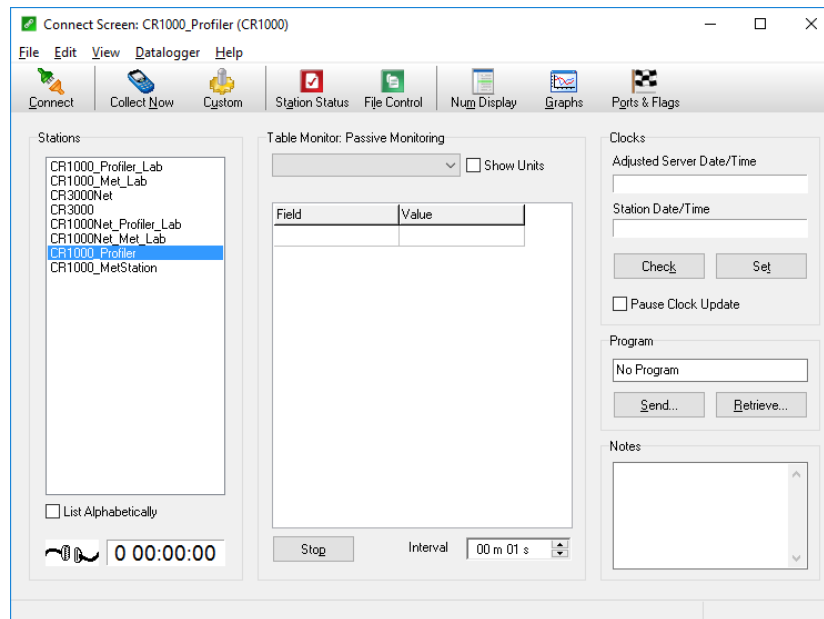 Connect Screen: CR1000_Profiler (CR1000)
File Edit View Datalogger Help
Connect Collect Now Custom Station Status File Control Num Display Graphs Ports & Flags
Stations
CR1000_Profiler_Lab
CR1000_Met_Lab
CR3000Net
CR3000
CR1000Net_Profiler_Lab
CR1000Net_Met_Lab
CR1000_Profiler
CR1000_MetStation
List Alphabetically
0 00:00:00
Table Monitor: Passive Monitoring
Show Units
Field Value
Stop Interval 00 m 01 s
Clocks
Adjusted Server Date/Time
Station Date/Time
Check Set
Pause Clock Update
Program
No Program
Send... Retrieve...
Notes